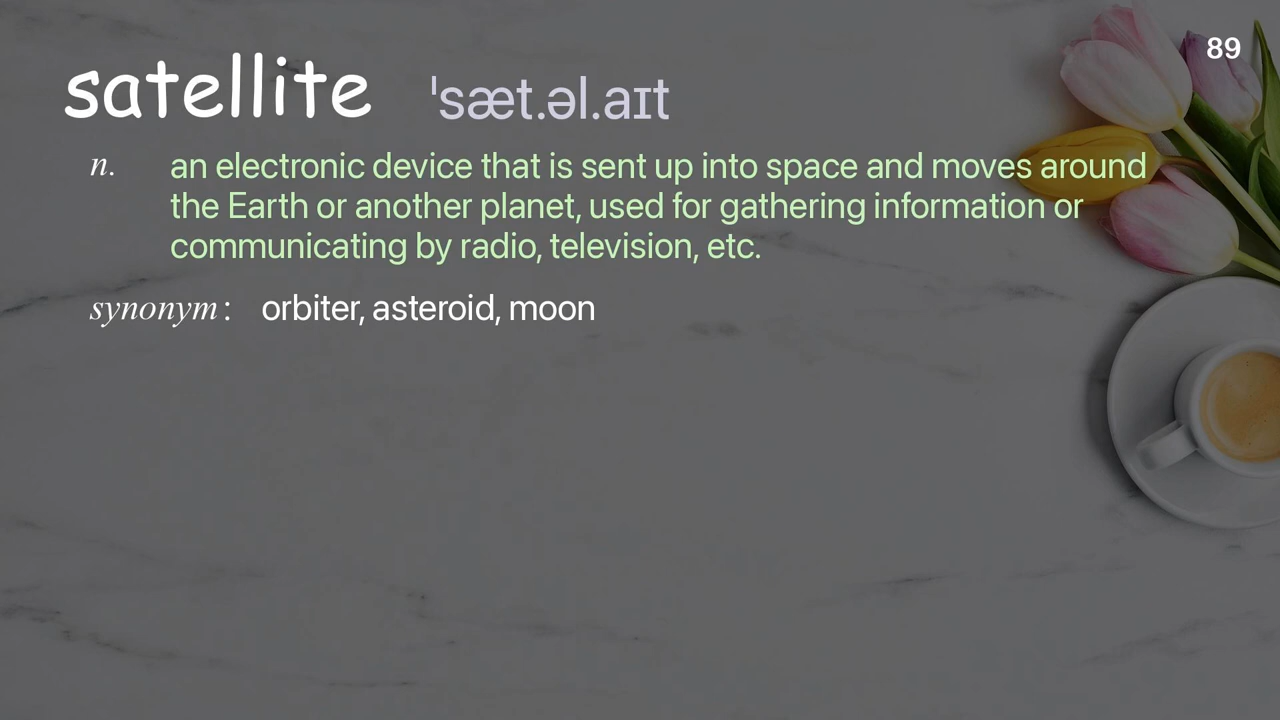 89
satellite ˈsæt.əl.aɪt
n. an electronic device that is sent up into space and moves around
the Earth or another planet, used for gathering information or
communicating by radio, television, etc.
synonym: orbiter, asteroid, moon